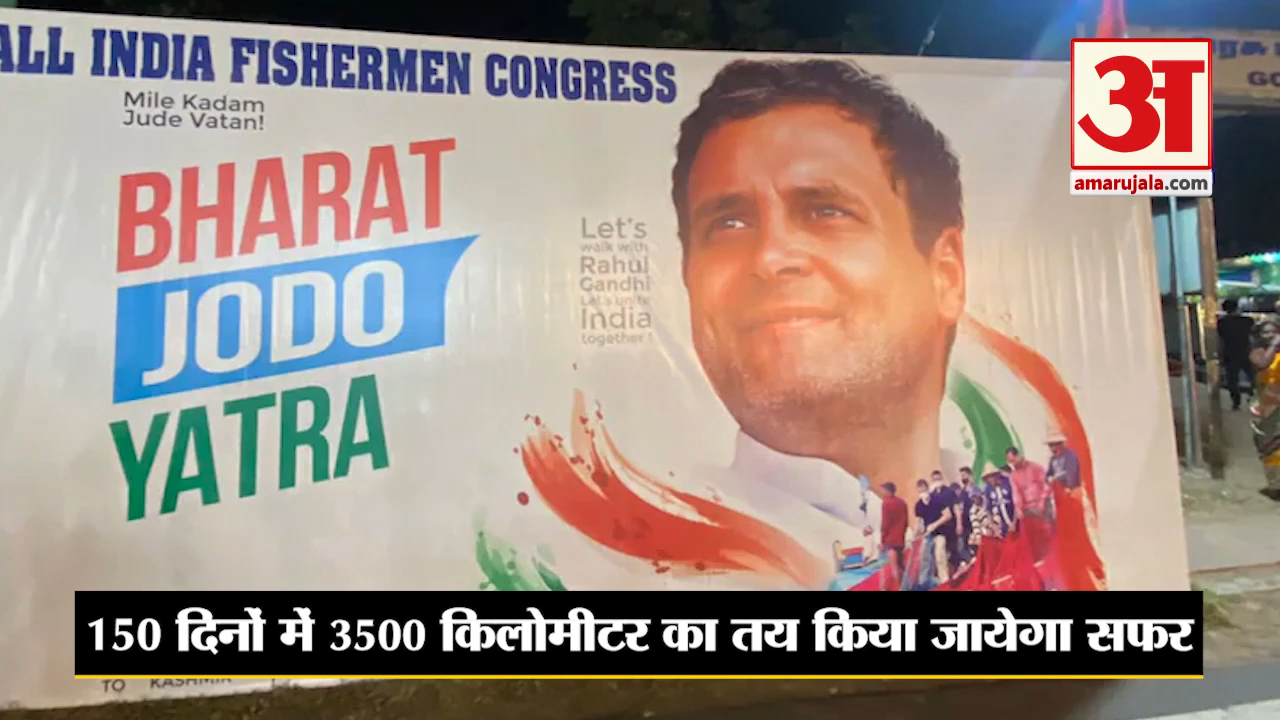 ALL INDIA FISHERMEN CONGRESS
Mile Kadam
Jude Vatan!
BHARAT
JODO
YATRA
Let's
walk with
Rahul
Gandhi
Let's unite
India
together!
अ
amarujala.com
GO
150 दिनों में 3500 किलोमीटर का तय किया जायेगा सफर
TO KASHMIR